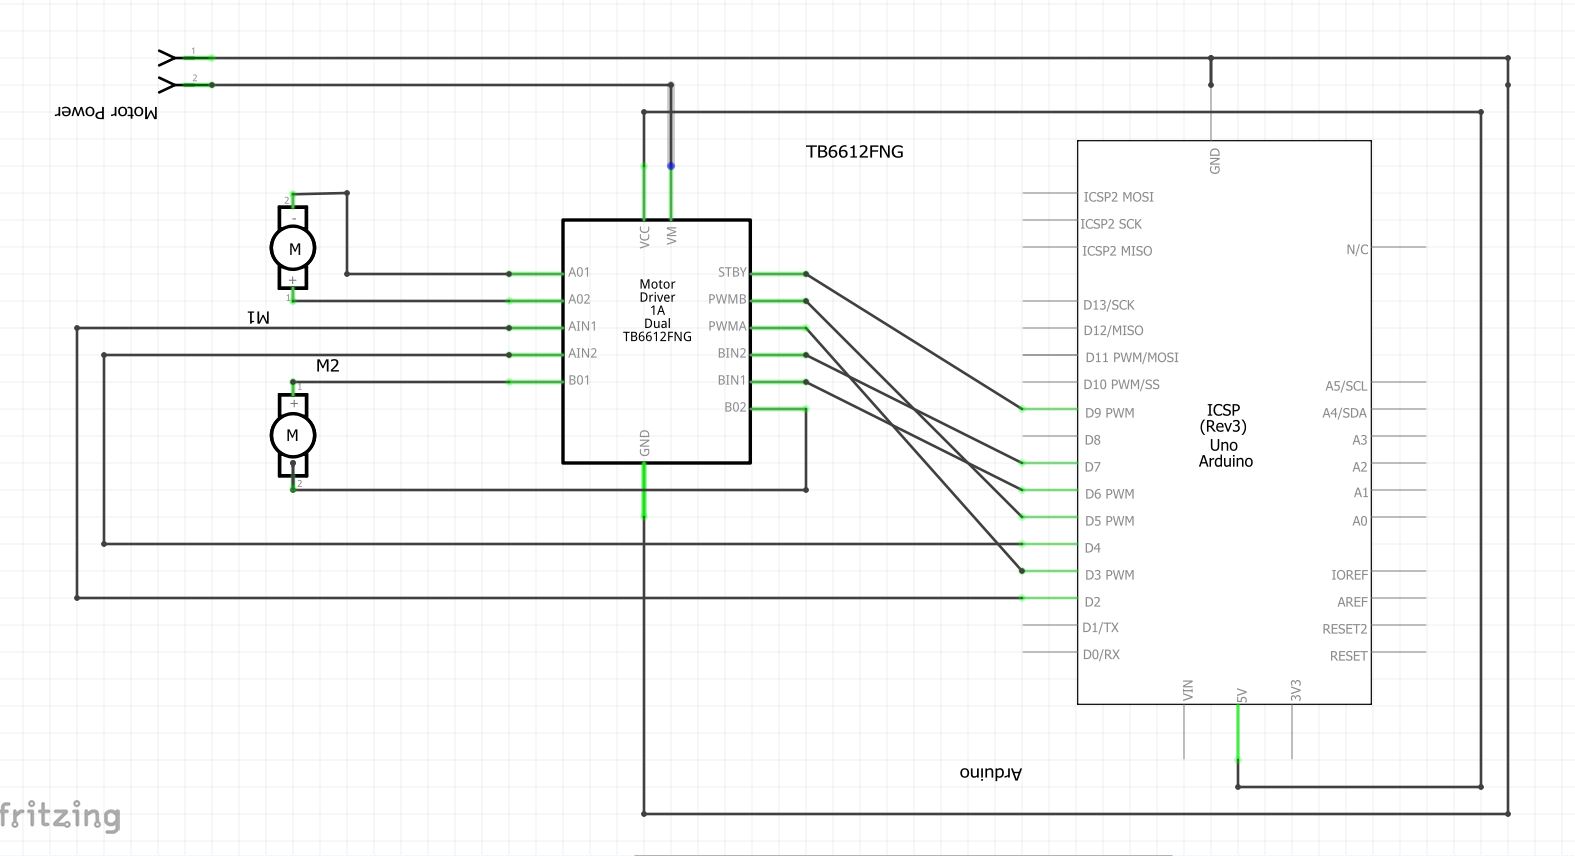 1
2
Motor Power
TB6612FNG
GND
ICSP2 MOSI
ICSP2 SCK
ICSP2 MISO
N/C
2
-
M
+
1
M1
VCC
VM
A01
A02
AIN1
AIN2
B01
Motor
Driver
1A
Dual
TB6612FNG
STBY
PWMB
PWMA
BIN2
BIN1
B02
GND
M2
1
+
M
2
D13/SCK
D12/MISO
D11 PWM/MOSI
D10 PWM/SS
D9 PWM
D8
D7
D6 PWM
D5 PWM
D4
D3 PWM
D2
D1/TX
D0/RX
ICSP
(Rev3)
Uno
Arduino
A5/SCL
A4/SDA
A3
A2
A1
A0
IOREF
AREF
RESET2
RESET
VIN
5V
3V3
Arduino
fritzing